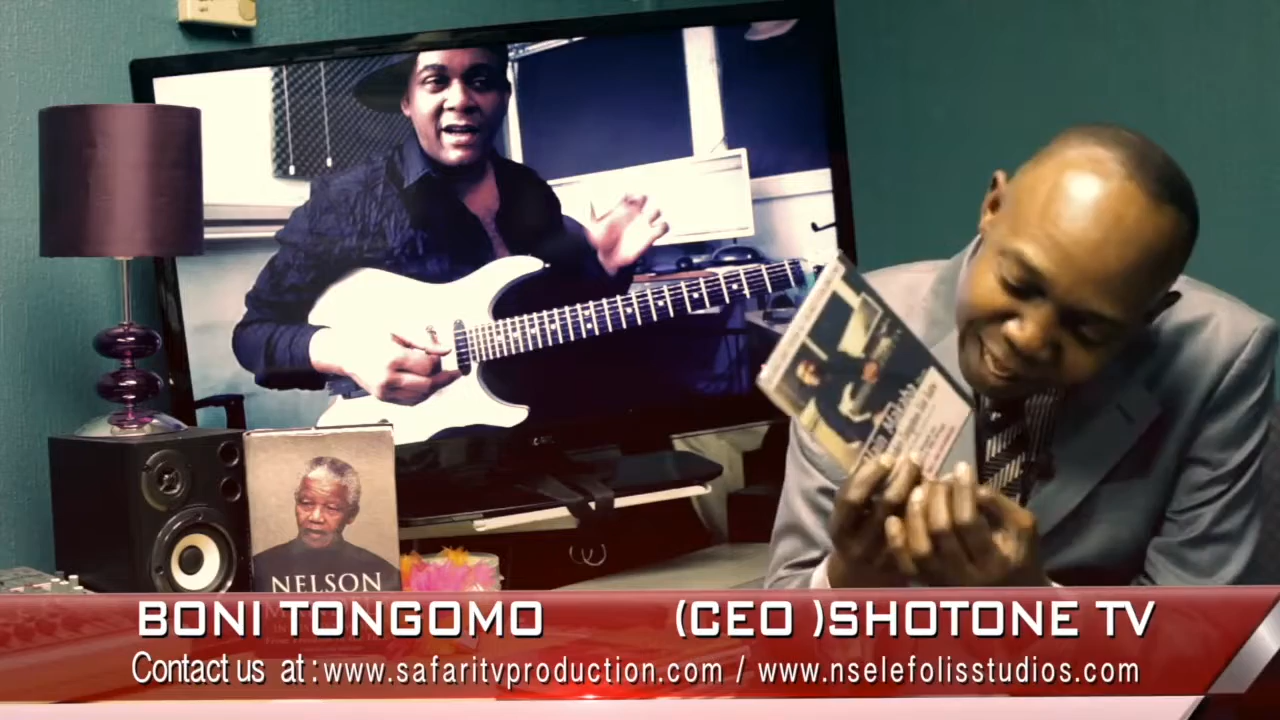 NELSON
BONI TONGOMO (CEO )SHOTONE TV
Contact us at : www.safaritvproduction.com / www.nselefolisstudios.com